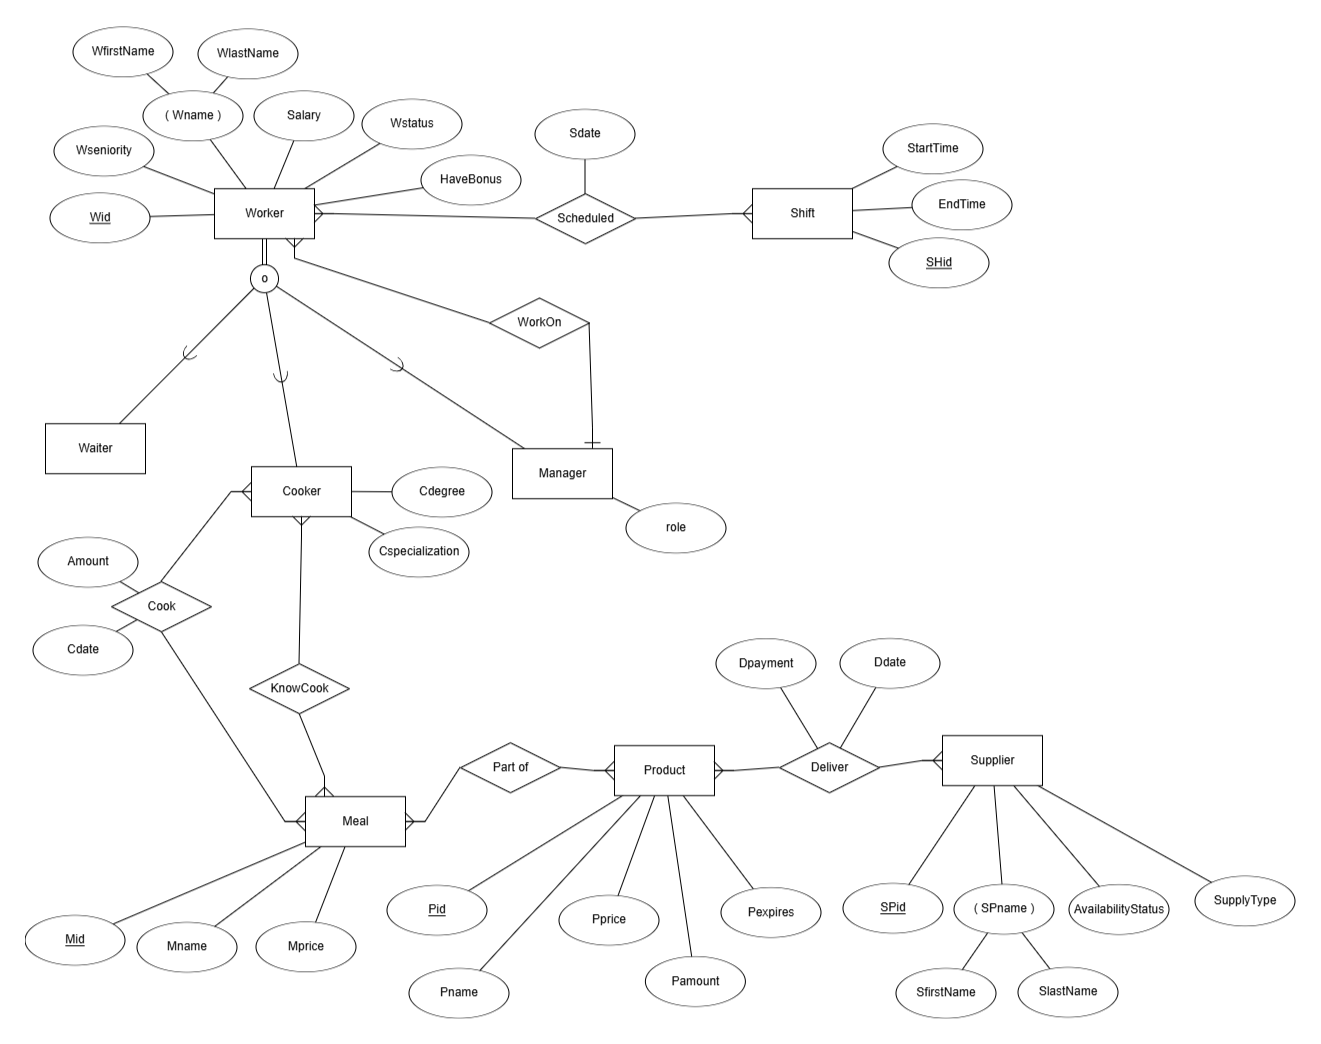 WfirstName
WlastName
( Wname )
Salary
Wstatus
Sdate
Wseniority
StartTime
HaveBonus
EndTime
Wid
Worker
Scheduled
Shift
SHid
o
WorkOn
Waiter
Manager
Cooker
Cdegree
role
Cspecialization
Amount
Cook
Cdate
Dpayment
Ddate
KnowCook
Part of
Product
Deliver
Supplier
Meal
Pid
Pprice
Pexpires
SPid
( SPname )
AvailabilityStatus
SupplyType
Mid
Mname
Mprice
Pamount
Pname
SfirstName
SlastName